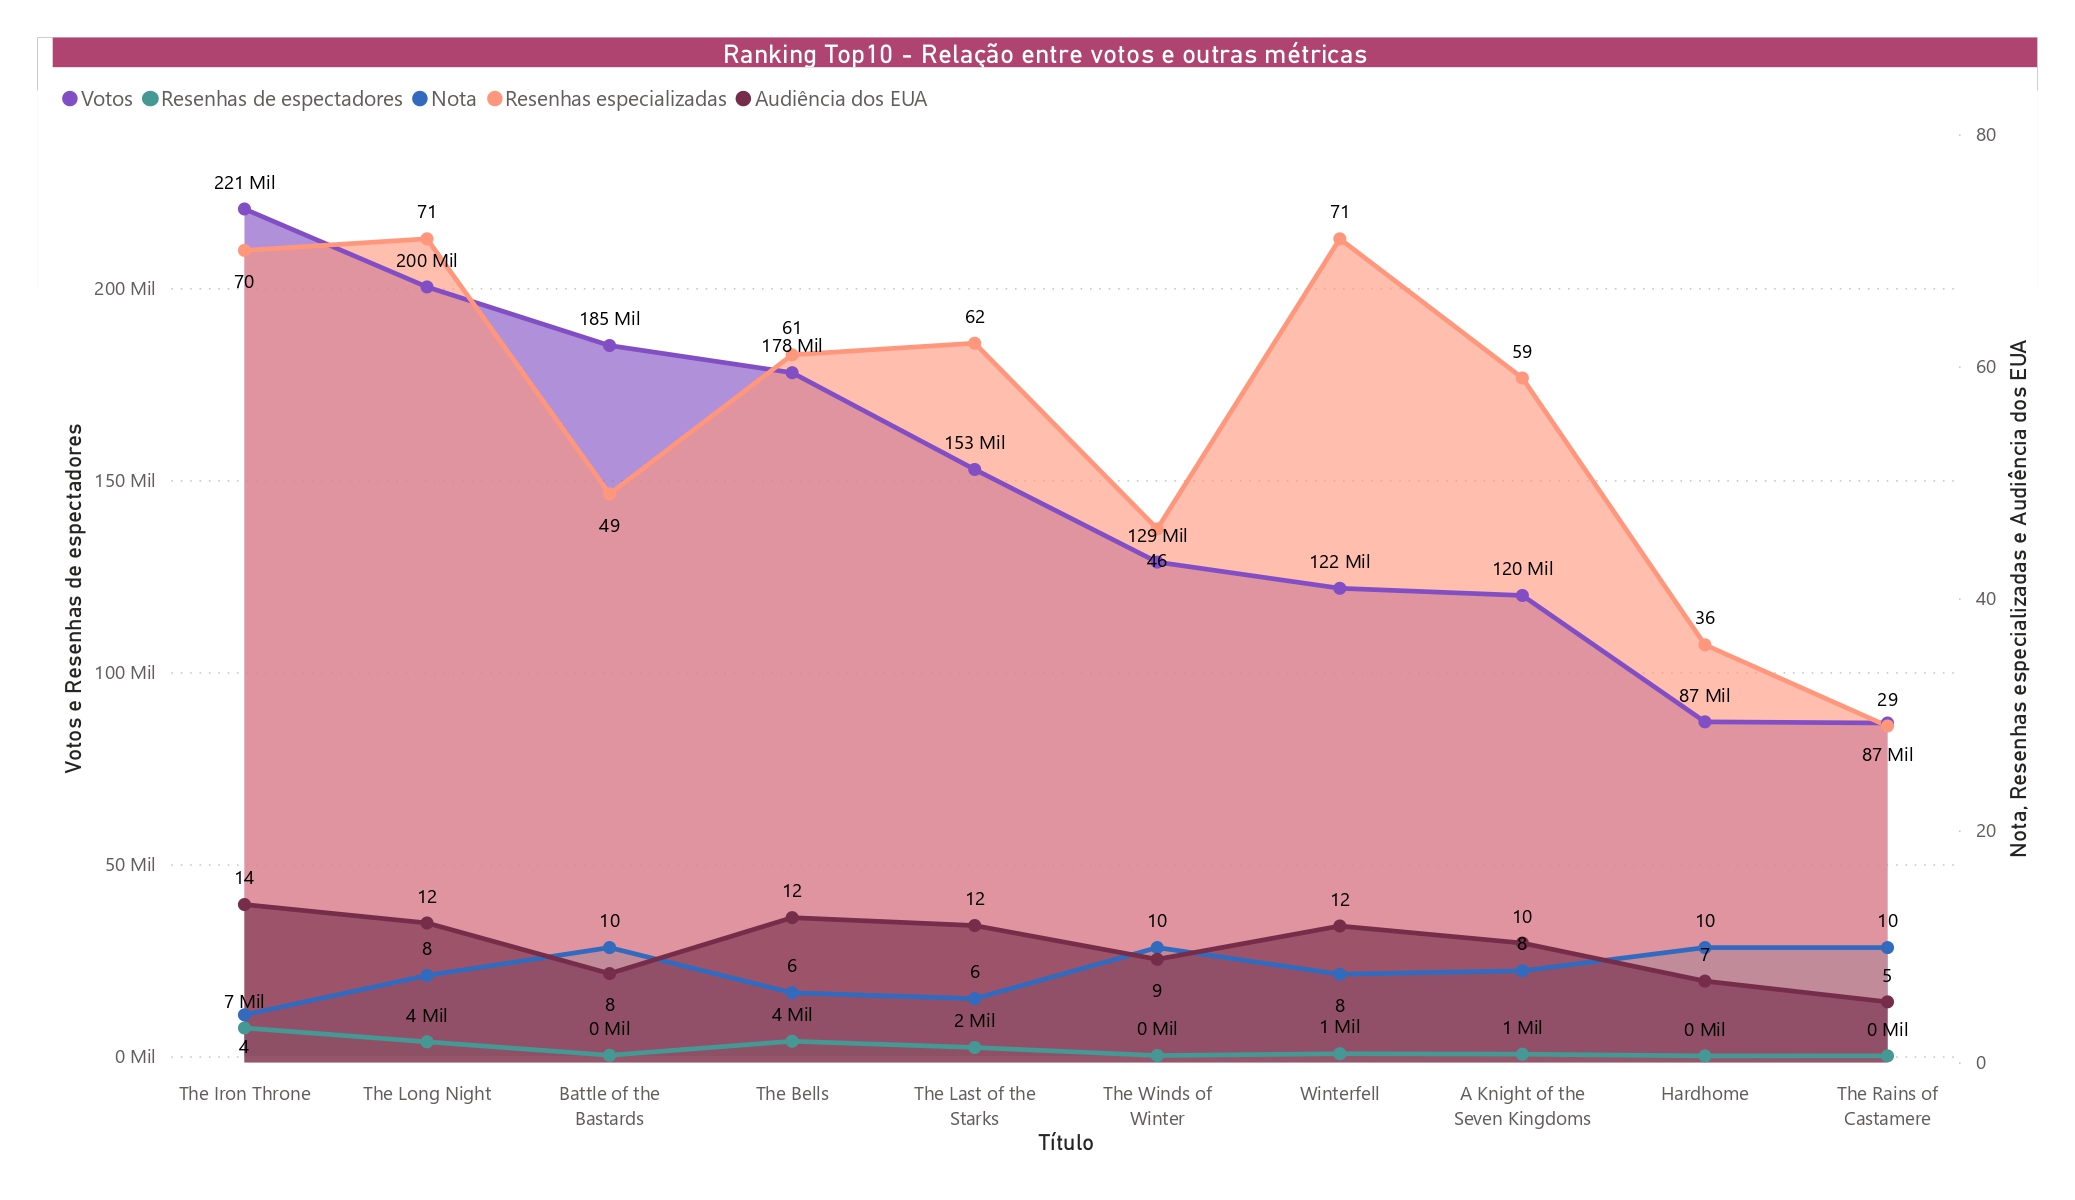 Ranking Top10 - Relação entre votos e outras métricas
Votos Resenhas de espectadores Nota Resenhas especializadas Audiência dos EUA
80
221 Mil
71
71
200 Mil
70
200 Mil
185 Mil
61
178 Mil
62
59
60
153 Mil
150 Mil
49
129 Mil
46
122 Mil
120 Mil
40
36
100 Mil
87 Mil
29
87 Mil
20
50 Mil
14
12
12
12
12
10
10
10
10
10
8
8
6
6
7
5
9
7 Mil
4 Mil
8
0 Mil
4 Mil
2 Mil
0 Mil
8
1 Mil
1 Mil
0 Mil
0 Mil
4
0 Mil
0
Votos e Resenhas de espectadores
Nota, Resenhas especializadas e Audiência dos EUA
The Iron Throne
The Long Night
Battle of the
Bastards
The Bells
The Last of the
Starks
The Winds of
Winter
Winterfell
A Knight of the
Seven Kingdoms
Hardhome
The Rains of
Castamere
Título